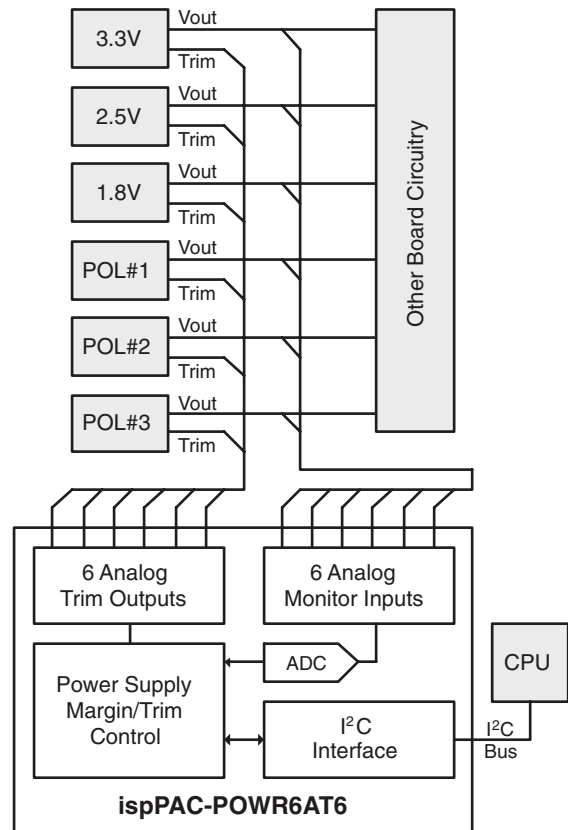 3.3V
Vout
Trim
2.5V
Vout
Trim
1.8V
Vout
Trim
POL#1
Vout
Trim
POL#2
Vout
Trim
POL#3
Vout
Trim
Other Board Circuitry
6 Analog
Trim Outputs
6 Analog
Monitor Inputs
ADC
CPU
Power Supply
Margin/Trim
Control
I²C
Interface
I²C
Bus
ispPAC-POWR6AT6